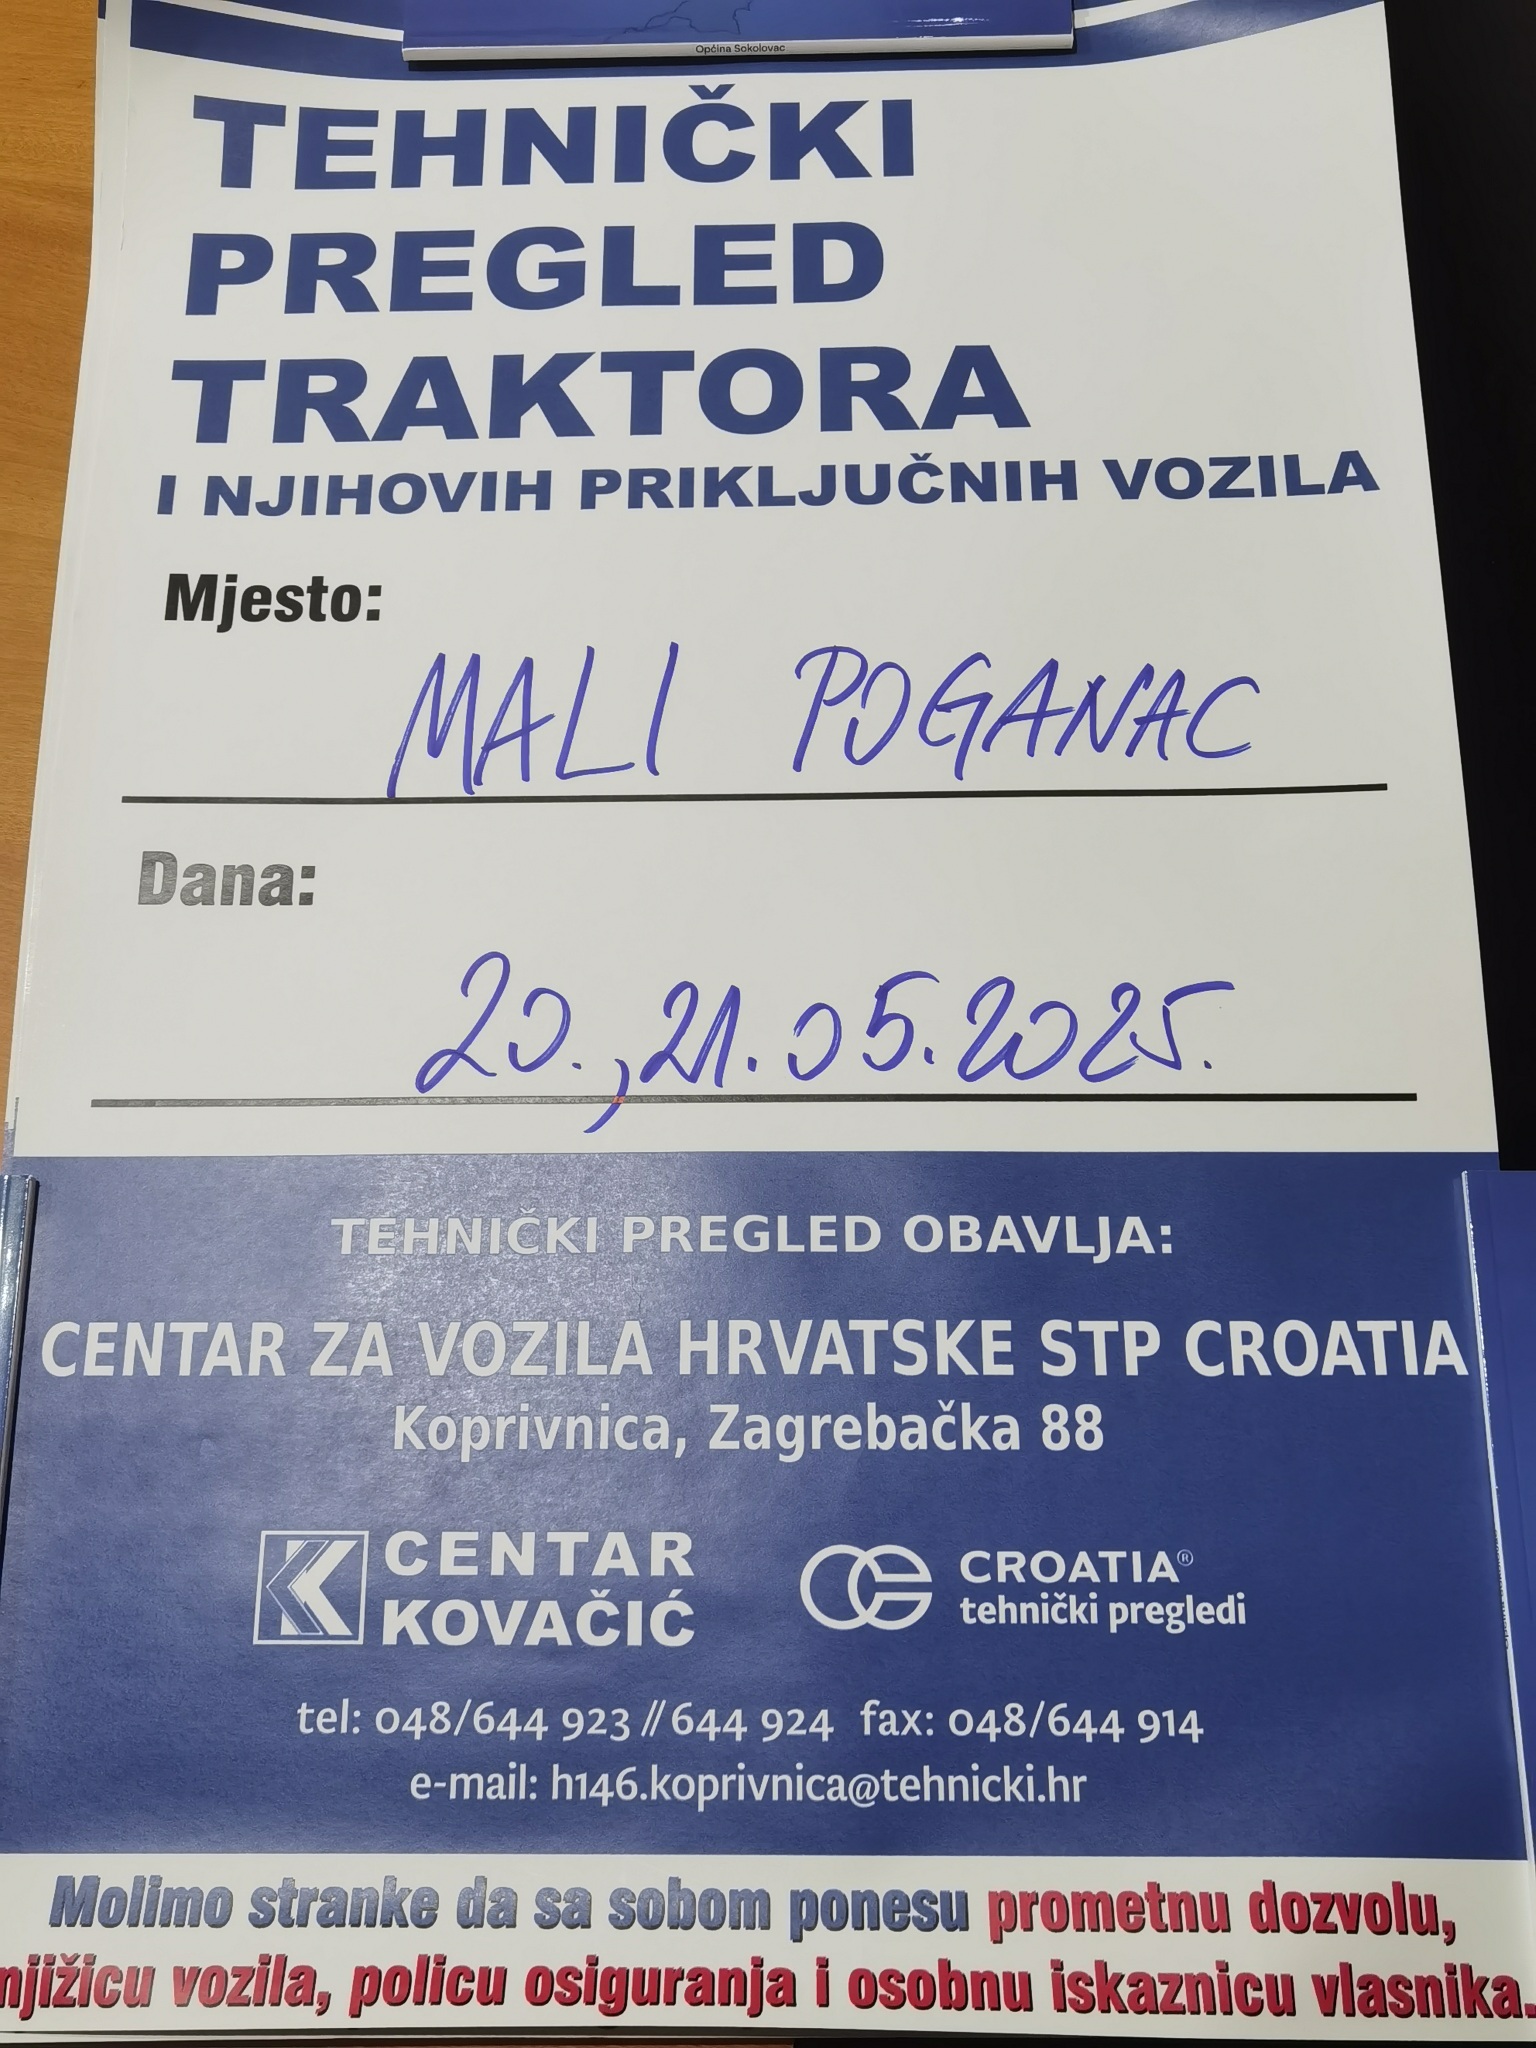 Općina Sokolovac
TEHNIČKI
PREGLED
TRAKTORA
I NJIHOVIH PRIKLJUČNIH VOZILA
Mjesto:
MALI POGANAC
Dana:
20., 21.05.2025.
TEHNIČKI PREGLED OBAVLJA:
CENTAR ZA VOZILA HRVATSKE STP CROATIA
Koprivnica, Zagrebačka 88
CENTAR
KOVAČIĆ
CROATIA®
tehnički pregledi
tel: 048/644 923 // 644 924 fax: 048/644 914
e-mail: h146.koprivnica@tehnicki.hr
Molimo stranke da sa sobom ponesu prometnu dozvolu,
njižicu vozila, policu osiguranja i osobnu iskaznicu vlasnika.